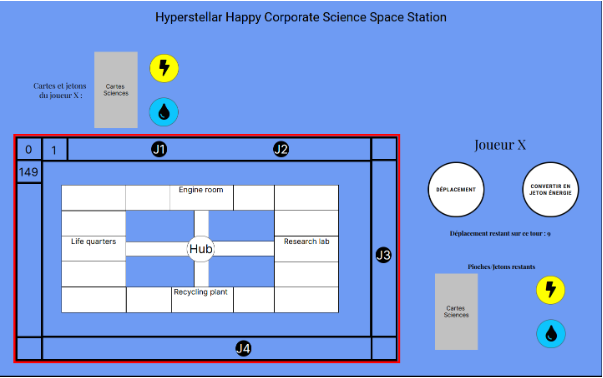 Hyperstellar Happy Corporate Science Space Station
Cartes et jetons
du joueur X :
Cartes
Sciences
0
1
J1
J2
149
Engine room
Life quarters
Hub
Research lab
Recycling plant
J3
J4
Joueur X
DÉPLACEMENT
CONVERTIR EN
JETON ÉNERGIE
Déplacement restant sur ce tour : 9
Pioches/Jetons restants
Cartes
Sciences